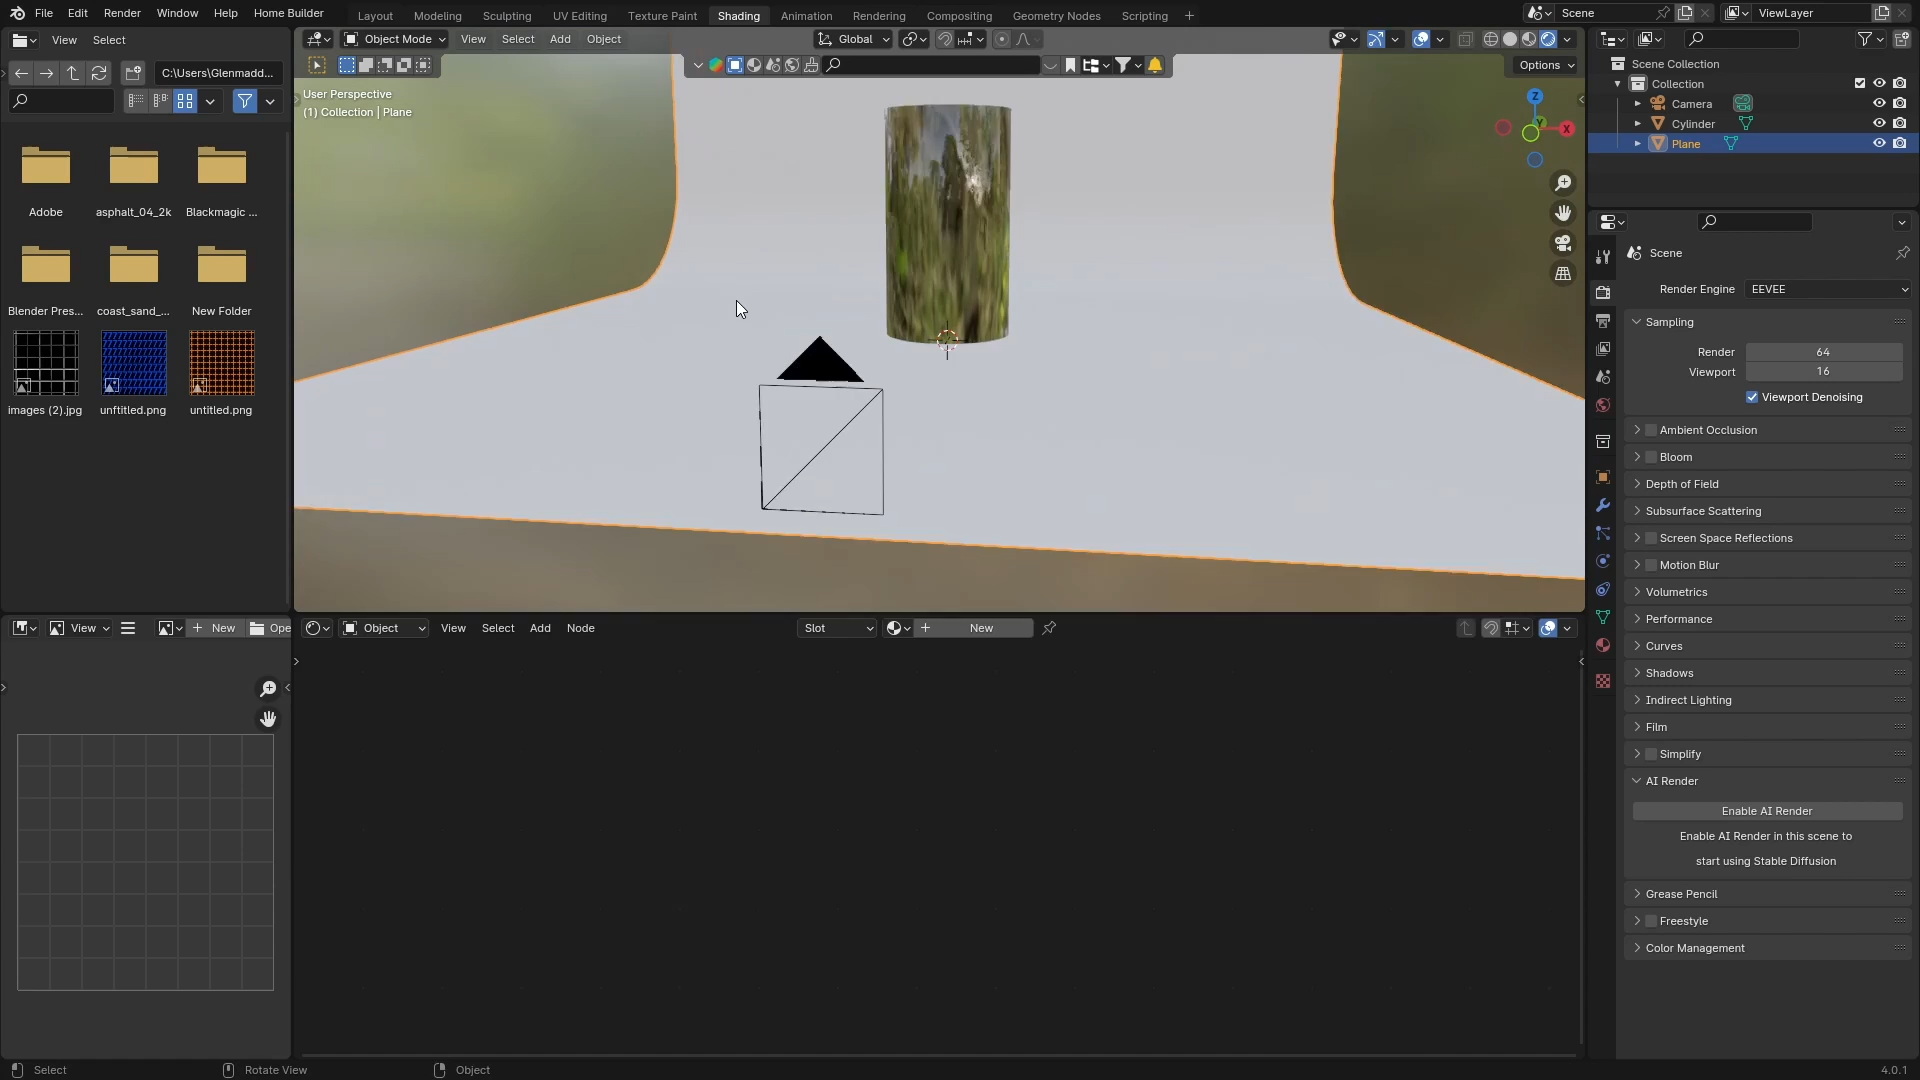 File Edit Render Window Help Home Builder Layout Modeling Sculpting UV Editing Texture Paint Shading Animation Rendering Compositing Geometry Nodes Scripting + Scene ViewLayer
View Select
Object Mode View Select Add Object Global
C:\Users\Glenmadd...
Options
User Perspective
(1) Collection | Plane
Z
Y
X
Adobe asphalt_04_2k Blackmagic ...
Blender Pres... coast_sand_... New Folder
images (2).jpg unftitled.png untitled.png
Scene Collection
Collection
Camera
Cylinder
Plane
Scene
Render Engine EEVEE
Sampling
Render 64
Viewport 16
Viewport Denoising
Ambient Occlusion
Bloom
Depth of Field
Subsurface Scattering
Screen Space Reflections
Motion Blur
Volumetrics
Performance
Curves
Shadows
Indirect Lighting
Film
Simplify
AI Render
Enable AI Render
Enable AI Render in this scene to
start using Stable Diffusion
Grease Pencil
Freestyle
Color Management
View New Ope
Object View Select Add Node Slot New
Select Rotate View Object 4.0.1